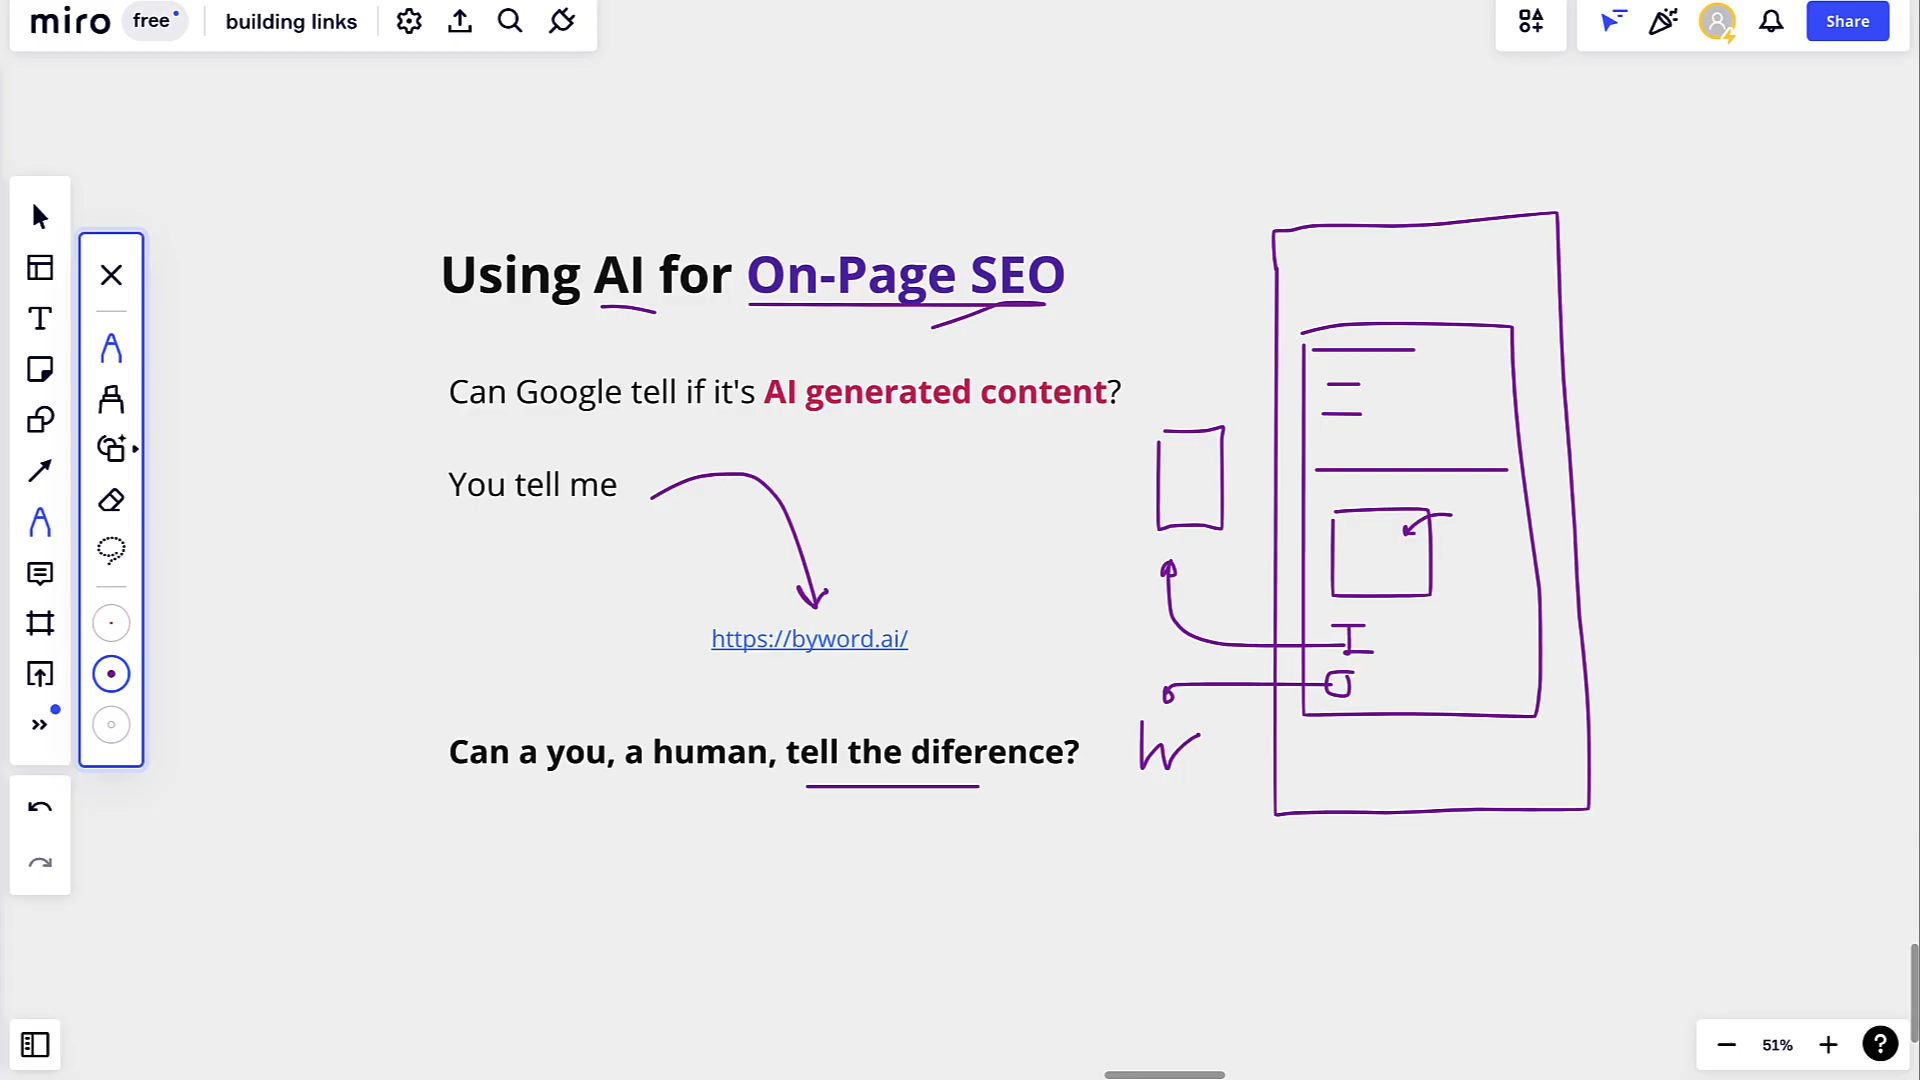 miro free building links
Share
Using AI for On-Page SEO
Can Google tell if it's AI generated content?
You tell me
https://byword.ai/
I
O
W
Can a you, a human, tell the diference?
51%